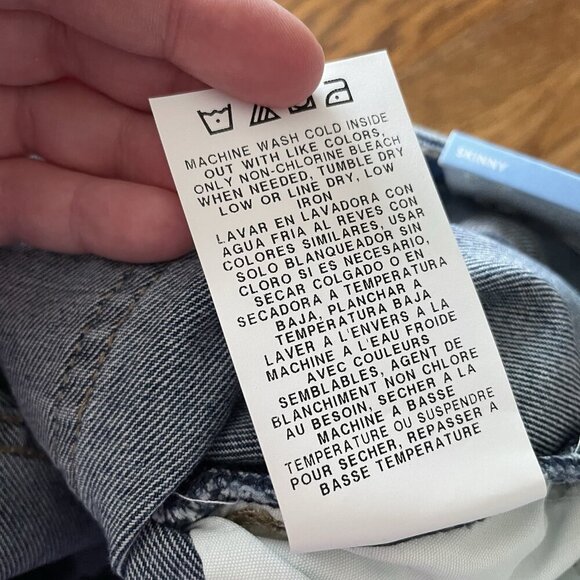 SKINNY
MACHINE WASH COLD INSIDE
OUT WITH LIKE COLORS,
ONLY NON-CHLORINE BLEACH
WHEN NEEDED, TUMBLE DRY
LOW OR LINE DRY, LOW
IRON
LAVAR EN LAVADORA CON
AGUA FRIA AL REVES CON
COLORES SIMILARES, USAR
SOLO BLANQUEADOR SIN
CLORO SI ES NECESARIO,
SECAR COLGADO O EN
SECADORA A TEMPERATURA
BAJA, PLANCHAR A
TEMPERATURA BAJA
LAVER A L'ENVERS A LA
MACHINE A L'EAU FROIDE
AVEC COULEURS
SEMBLABLES, AGENT DE
BLANCHIMENT NON CHLORE
AU BESOIN, SECHER A LA
MACHINE A BASSE
TEMPERATURE OU SUSPENDRE
POUR SECHER, REPASSER A
BASSE TEMPERATURE